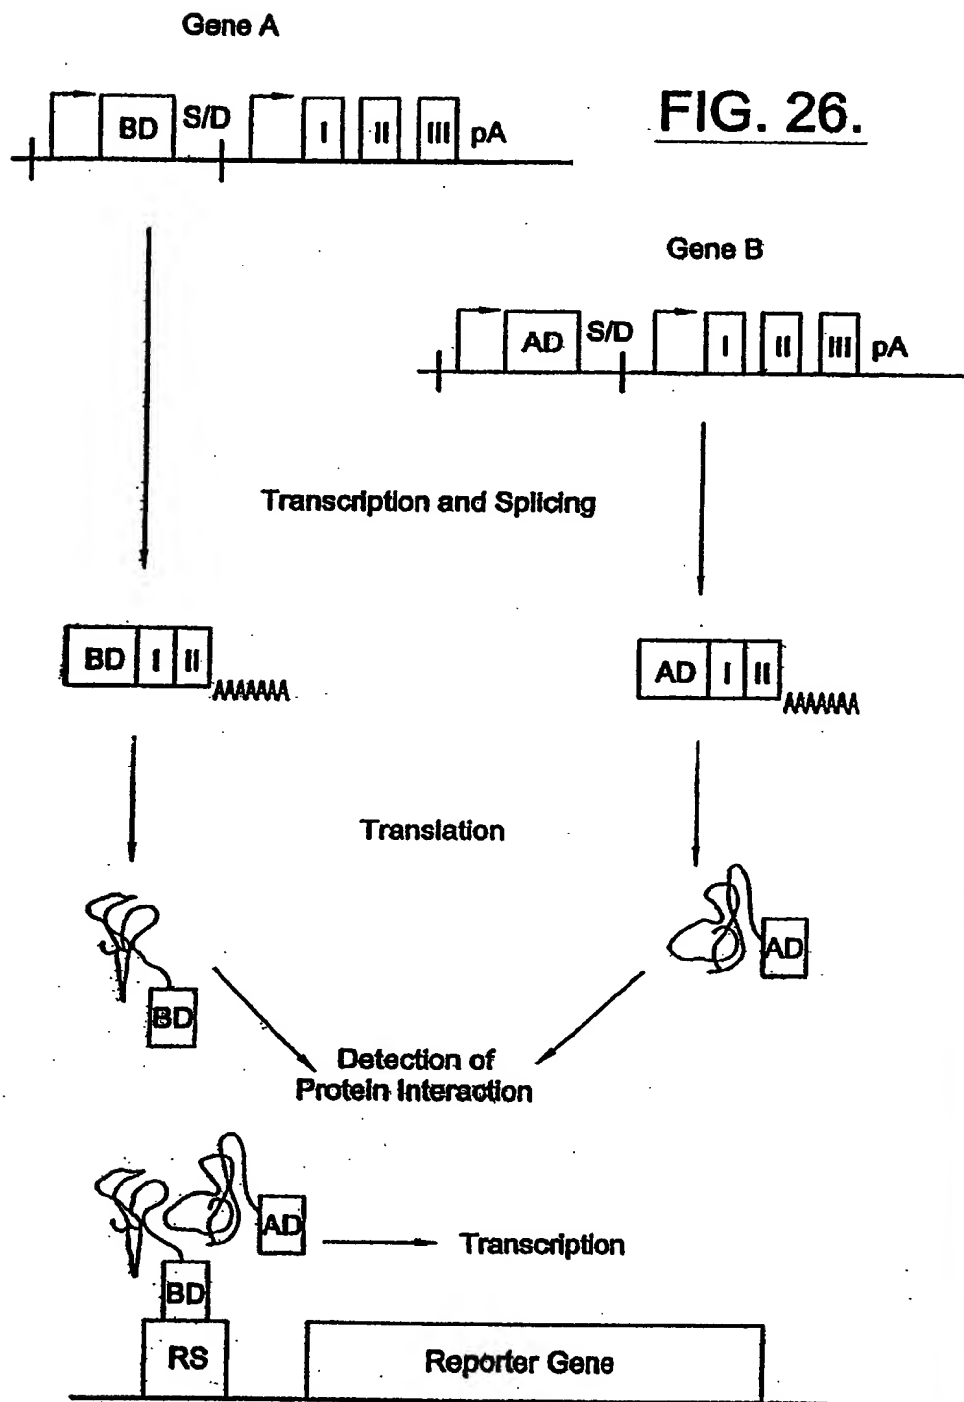 Gene A
BD S/D I II III pA
FIG. 26.
Gene B
AD S/D I II III pA
Transcription and Splicing
BD I II AAAAAAA
AD I II AAAAAAA
Translation
BD
AD
Detection of
Protein Interaction
AD
Transcription
BD
RS
Reporter Gene